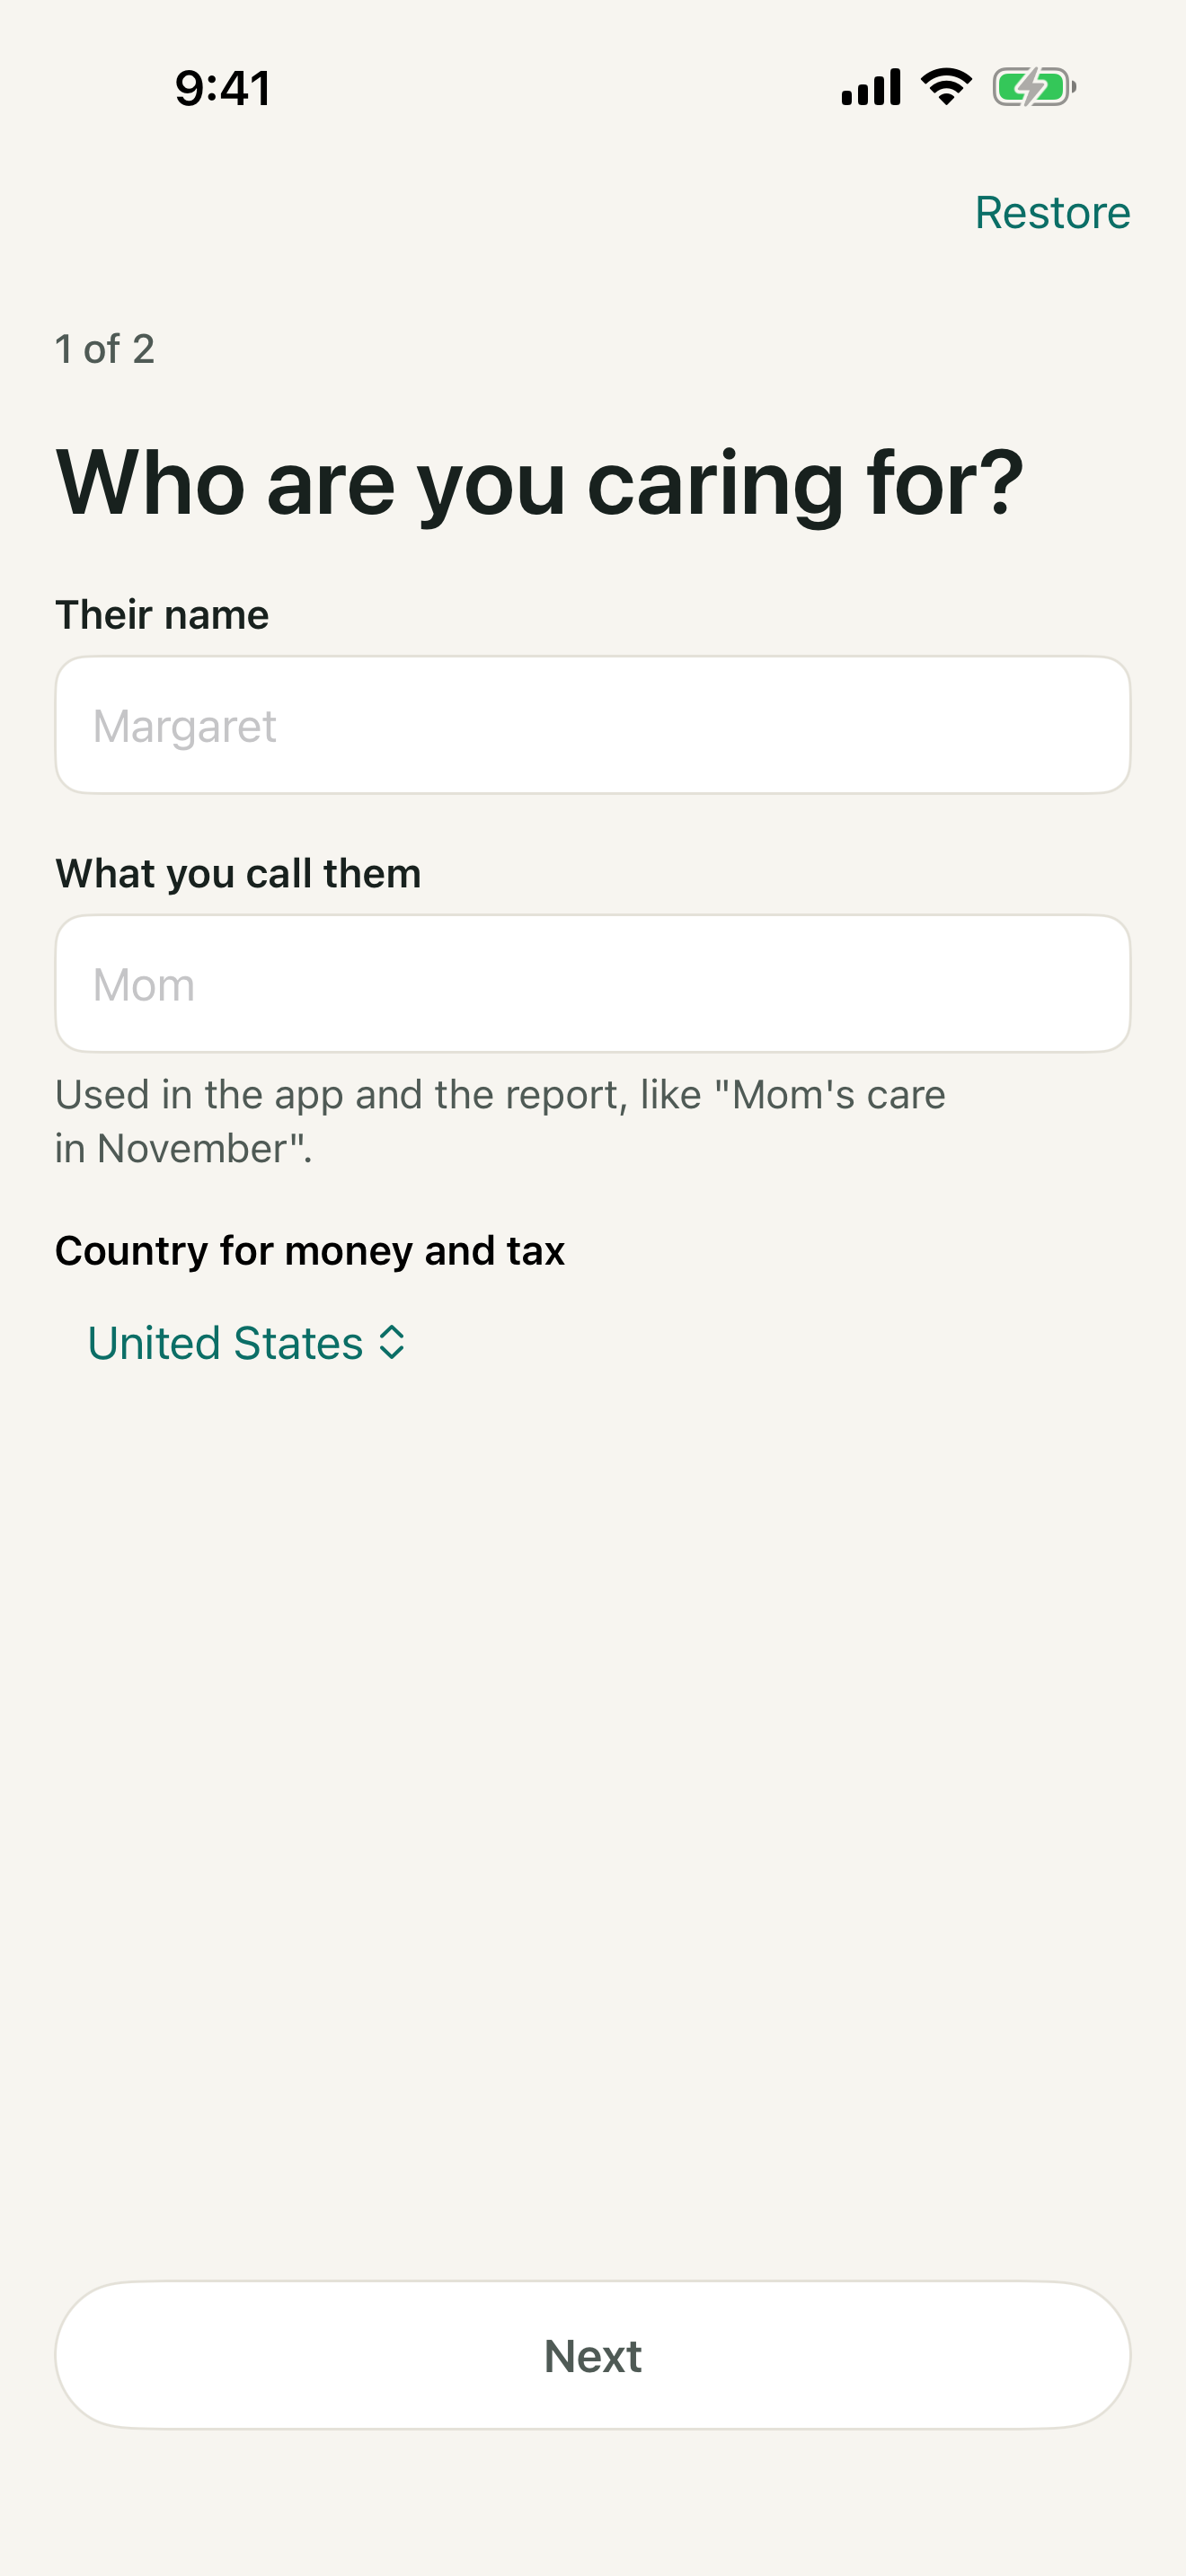 9:41
Restore
1 of 2
Who are you caring for?
Their name
Margaret
What you call them
Mom
Used in the app and the report, like "Mom's care
in November".
Country for money and tax
United States
Next